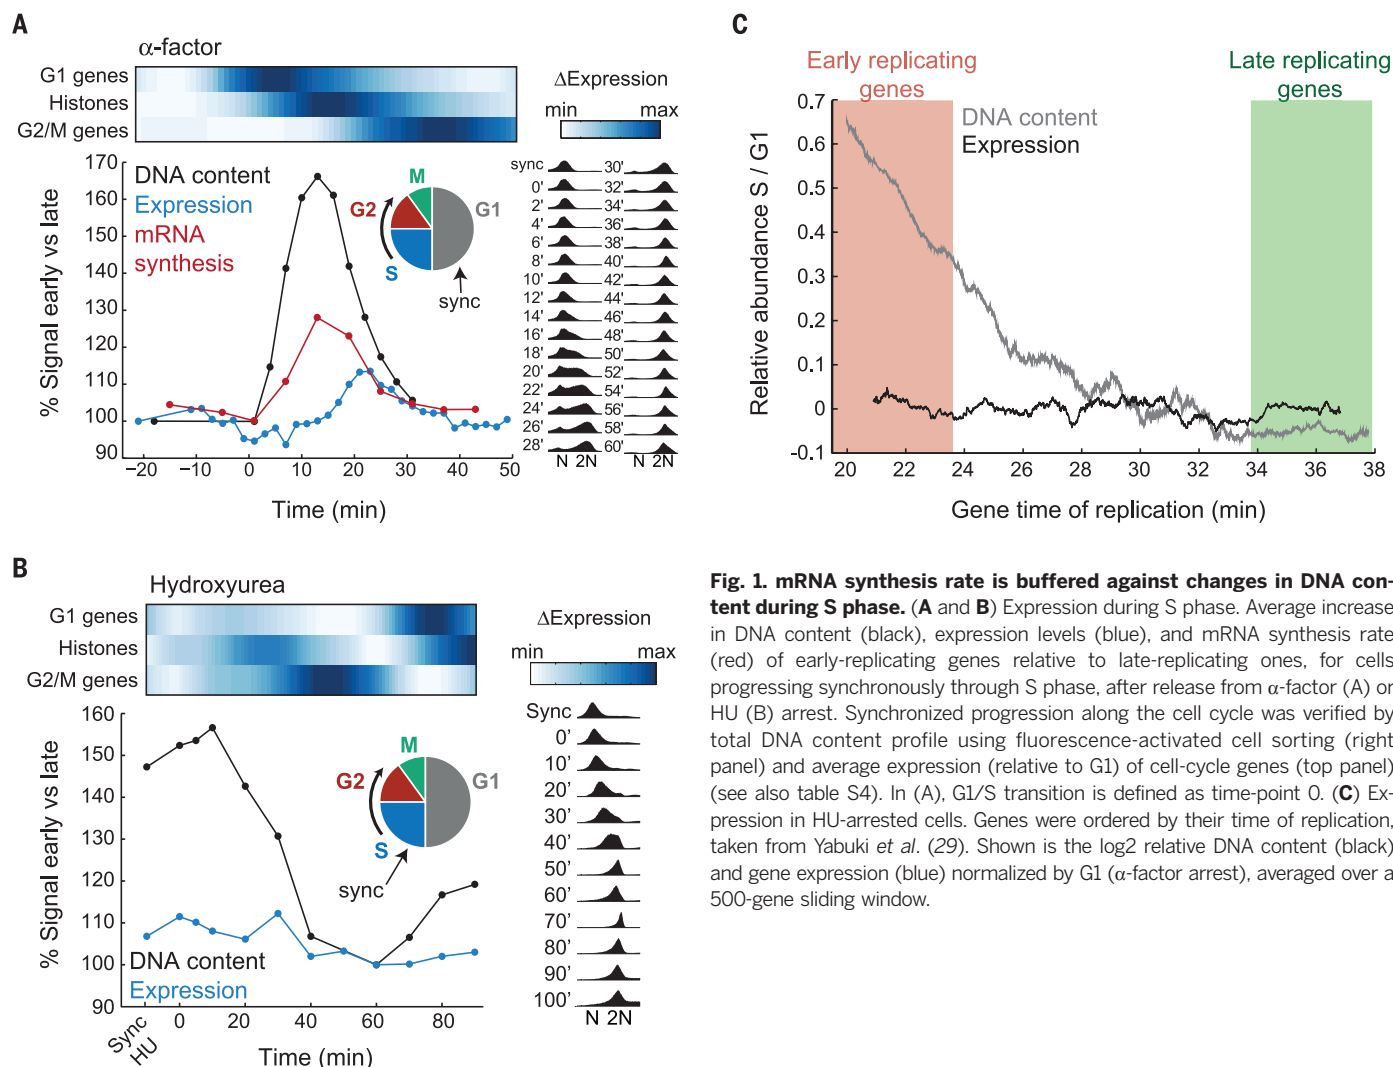 A
α-factor
G1 genes
Histones
G2/M genes
ΔExpression
min max
% Signal early vs late
170
160
150
140
130
120
110
100
90
DNA content
Expression
mRNA
synthesis
M
G2
G1
S
sync
−20 −10 0 10 20 30 40 50
Time (min)
sync 30'
0' 32'
2' 34'
4' 36'
6' 38'
8' 40'
10' 42'
12' 44'
14' 46'
16' 48'
18' 50'
20' 52'
22' 54'
24' 56'
26' 58'
28' 60'
N 2N N 2N
B
Hydroxyurea
G1 genes
Histones
G2/M genes
ΔExpression
min max
% Signal early vs late
160
150
140
130
120
110
100
90
M
G2
G1
S
sync
DNA content
Expression
Sync
HU
0 20 40 60 80
Time (min)
Sync
0'
10'
20'
30'
40'
50'
60'
70'
80'
90'
100'
N 2N
C
Early replicating
genes
Late replicating
genes
DNA content
Expression
Relative abundance S / G1
0.7
0.6
0.5
0.4
0.3
0.2
0.1
0
-0.1
20 22 24 26 28 30 32 34 36 38
Gene time of replication (min)
Fig. 1. mRNA synthesis rate is buffered against changes in DNA con-
tent during S phase. (A and B) Expression during S phase. Average increase
in DNA content (black), expression levels (blue), and mRNA synthesis rate
(red) of early-replicating genes relative to late-replicating ones, for cells
progressing synchronously through S phase, after release from α-factor (A) or
HU (B) arrest. Synchronized progression along the cell cycle was verified by
total DNA content profile using fluorescence-activated cell sorting (right
panel) and average expression (relative to G1) of cell-cycle genes (top panel)
(see also table S4). In (A), G1/S transition is defined as time-point 0. (C) Ex-
pression in HU-arrested cells. Genes were ordered by their time of replication,
taken from Yabuki et al. (29). Shown is the log2 relative DNA content (black)
and gene expression (blue) normalized by G1 (α-factor arrest), averaged over a
500-gene sliding window.